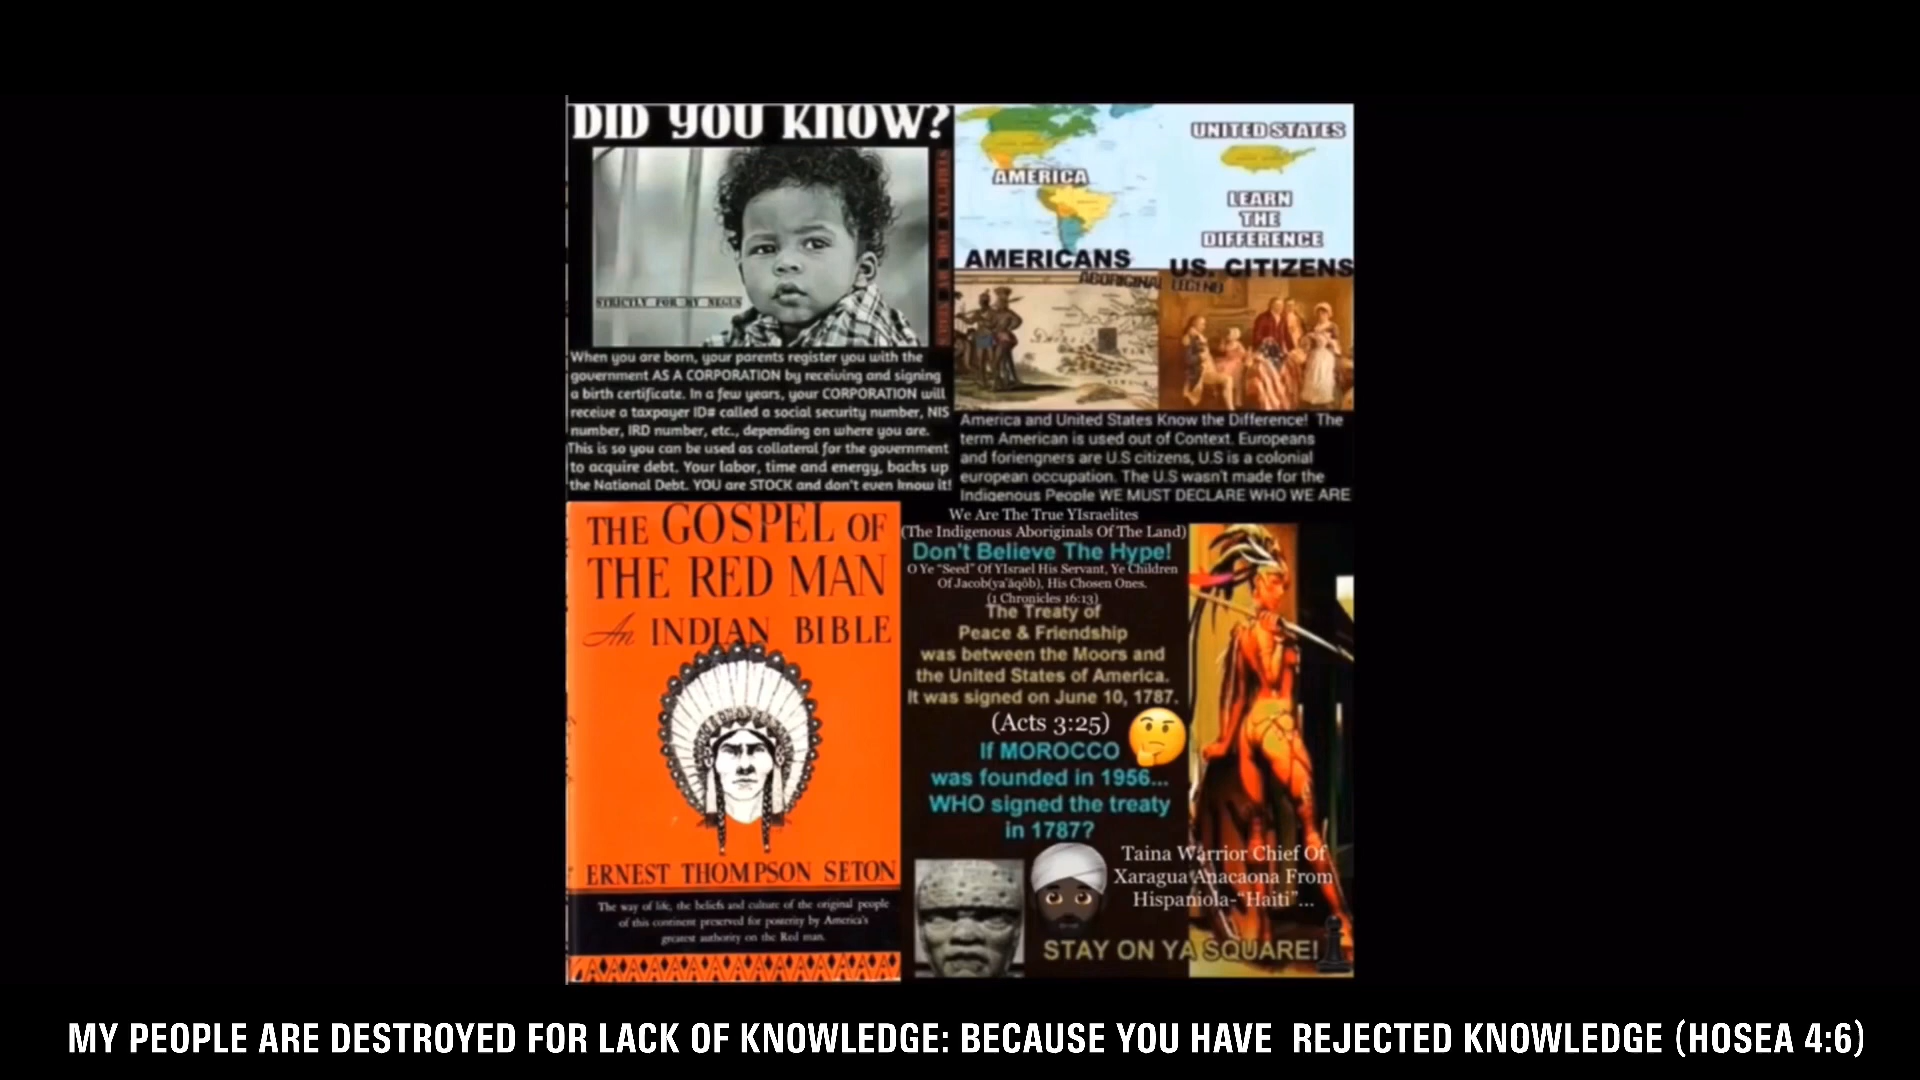 DID YOU KNOW?
STRICTLY FOR MY NEGUS
STRICTLY FOR MY NEGUS
When you are born, your parents register you with the
government AS A CORPORATION by receiving and signing
a birth certificate. In a few years, your CORPORATION will
receive a taxpayer ID# called a social security number, NIS
number, IRD number, etc., depending on where you are.
This is so you can be used as collateral for the government
to acquire debt. Your labor, time and energy, backs up
the National Debt. YOU are STOCK and don't even know it!
AMERICA
UNITED STATES
LEARN
THE
DIFFERENCE
AMERICANS
US. CITIZENS
ABORIGINAL LEGEND
America and United States Know the Difference! The
term American is used out of Context. Europeans
and foriengners are U.S citizens, U.S is a colonial
european occupation. The U.S wasn't made for the
Indigenous People WE MUST DECLARE WHO WE ARE
THE GOSPEL OF
THE RED MAN
An INDIAN BIBLE
ERNEST THOMPSON SETON
The way of life, the beliefs and culture of the original people
of this continent preserved for posterity by America's
greatest authority on the Red man.
We Are The True YIsraelites
(The Indigenous Aboriginals Of The Land)
Don't Believe The Hype!
O Ye "Seed" Of YIsrael His Servant, Ye Children
Of Jacob(ya'ăqôb), His Chosen Ones.
(1 Chronicles 16:13)
The Treaty of
Peace & Friendship
was between the Moors and
the United States of America.
It was signed on June 10, 1787.
(Acts 3:25)
If MOROCCO
was founded in 1956...
WHO signed the treaty
in 1787?
Taina Warrior Chief Of
Xaragua Anacaona From
Hispaniola-"Haiti"...
STAY ON YA SQUARE!
MY PEOPLE ARE DESTROYED FOR LACK OF KNOWLEDGE: BECAUSE YOU HAVE REJECTED KNOWLEDGE (HOSEA 4:6)